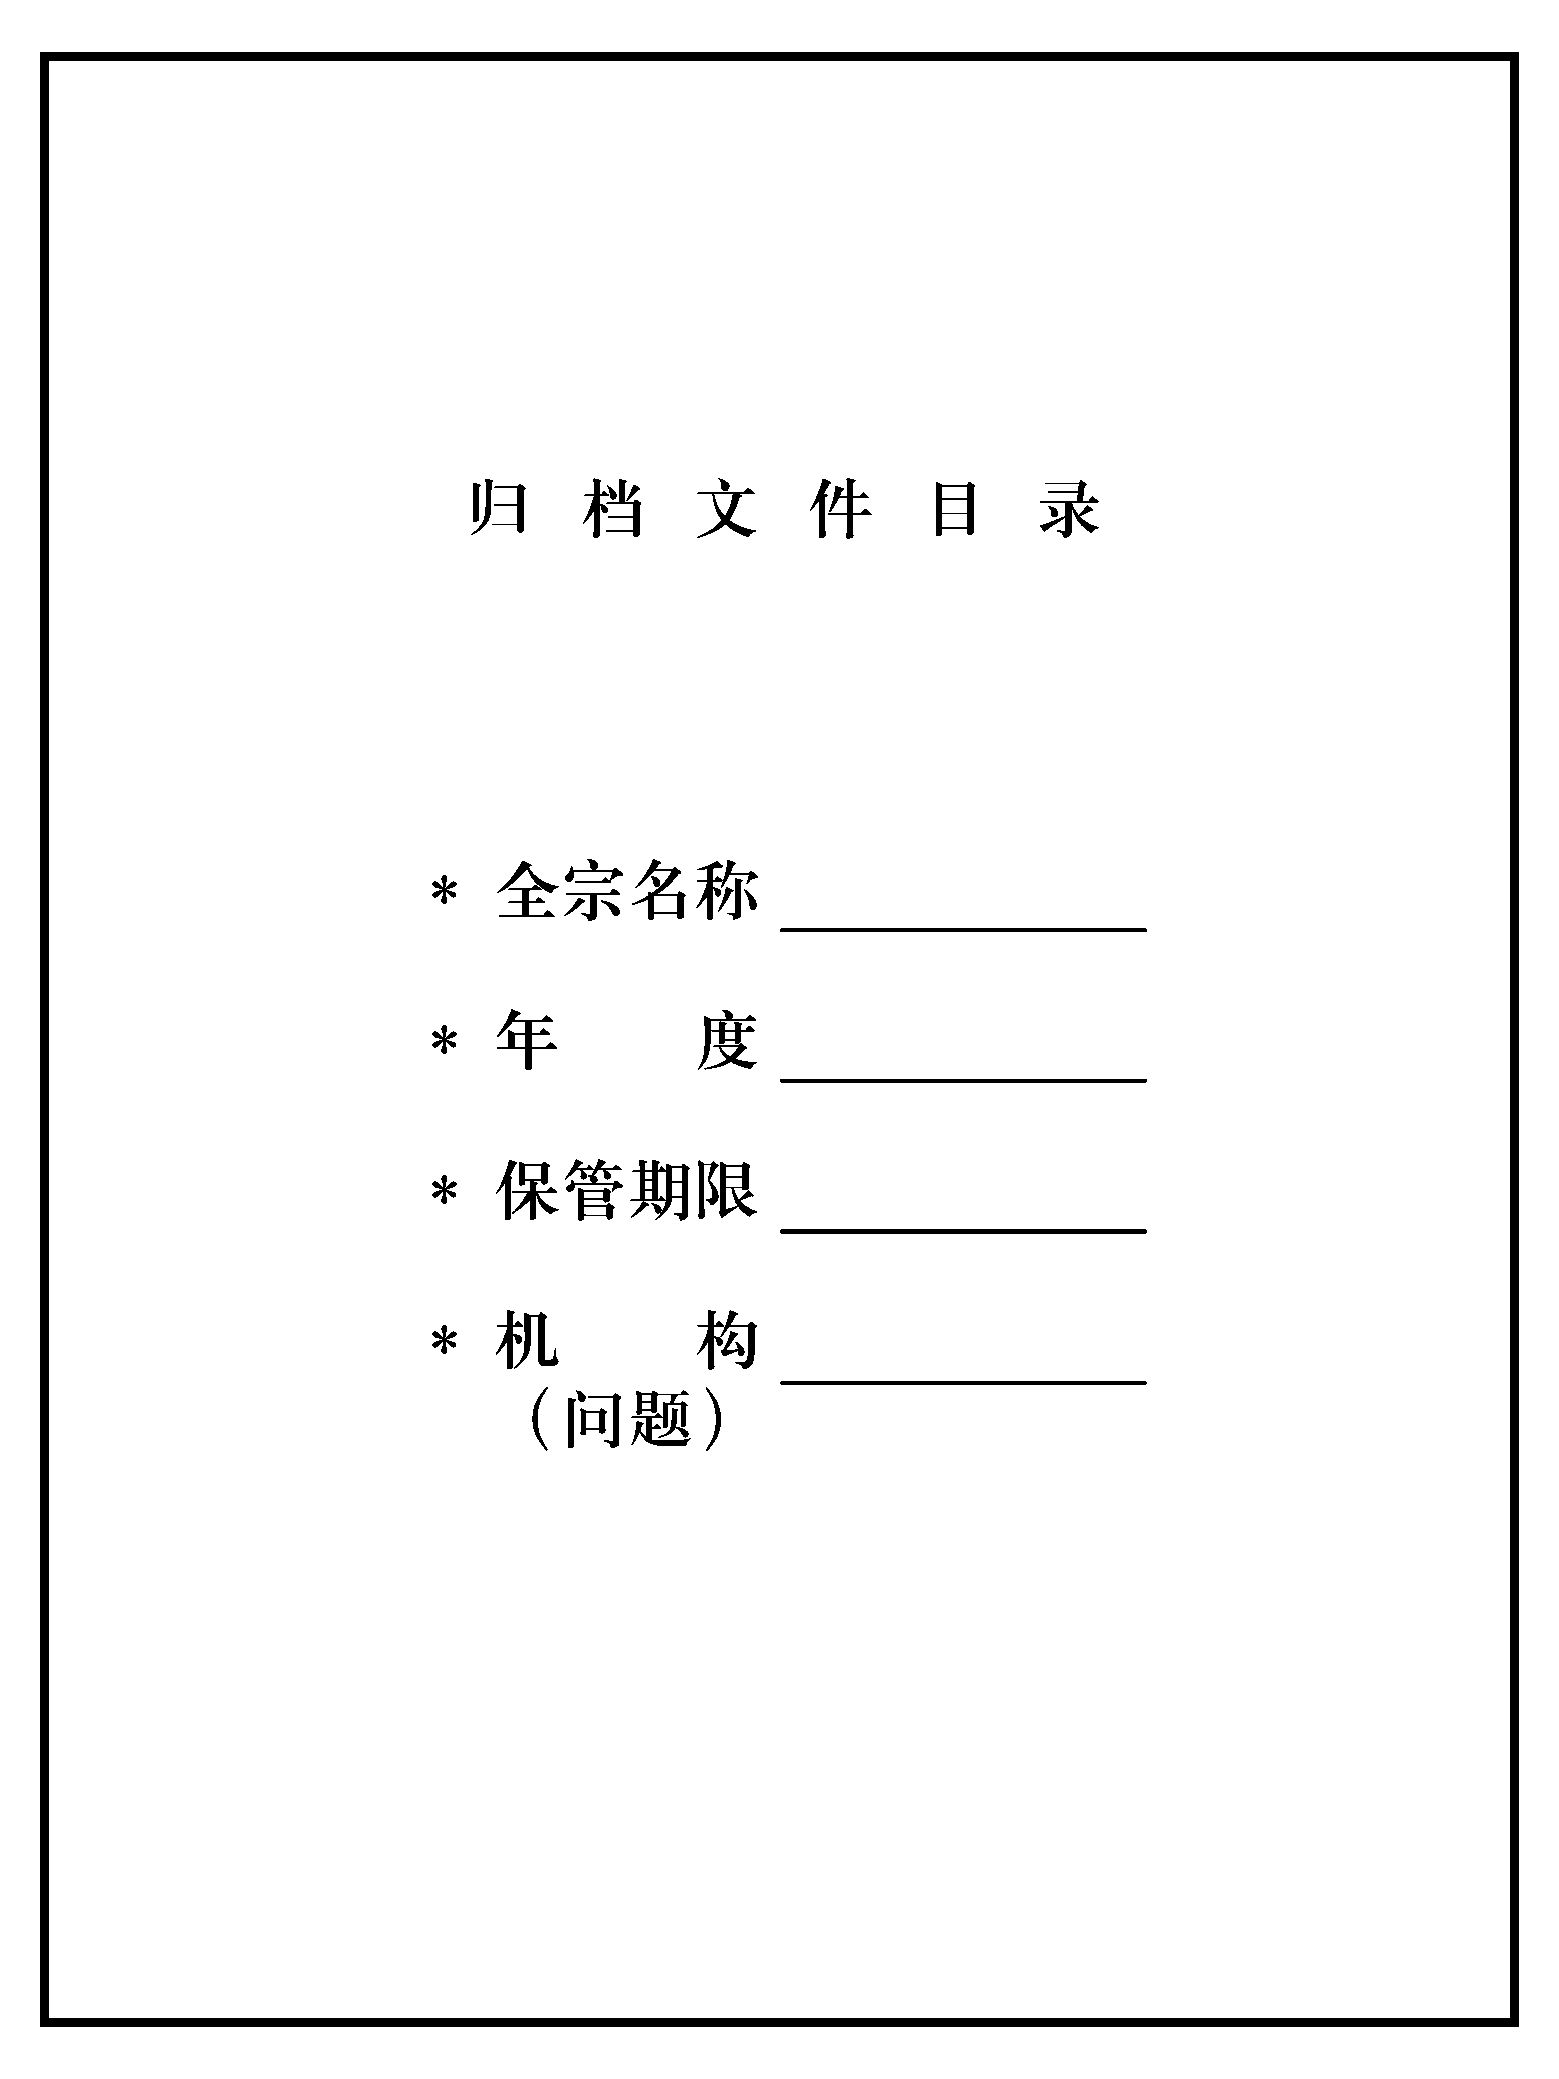 归 档 文 件 目 录
* 全宗名称
* 年 度
* 保管期限
* 机 构
（问题）